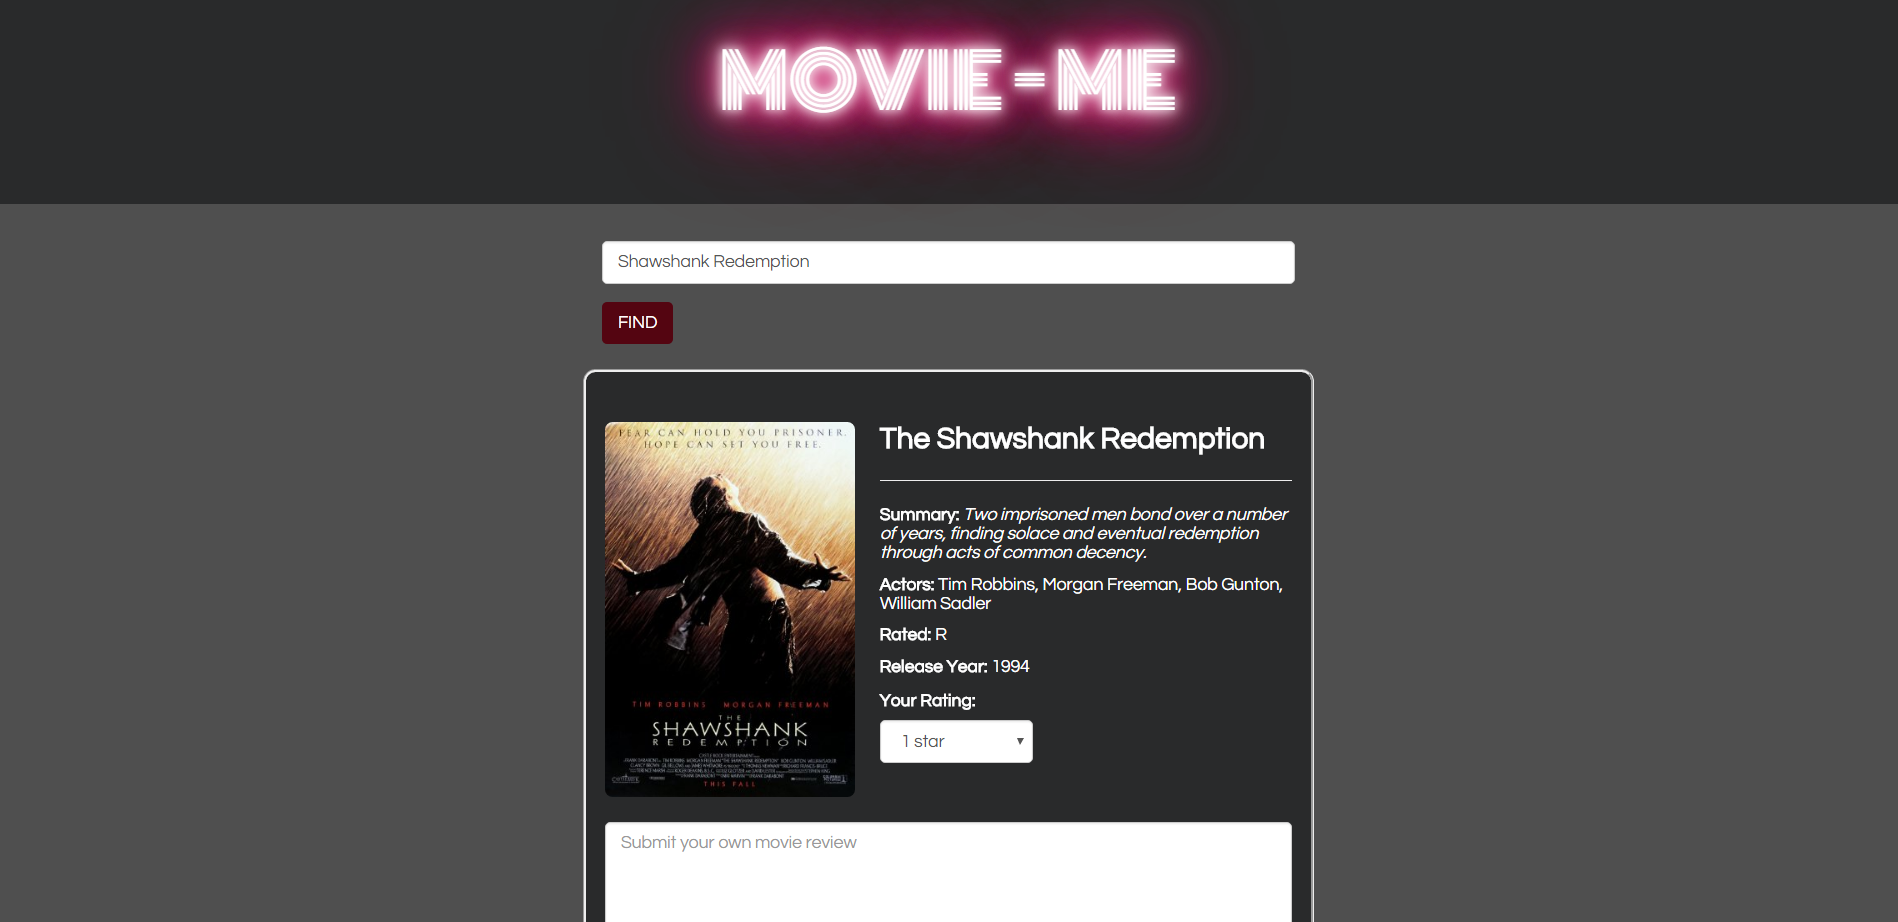 MOVIE-ME
Shawshank Redemption
FIND
FEAR CAN HOLD YOU PRISONER.
HOPE CAN SET YOU FREE.
TIM ROBBINS MORGAN FREEMAN
THE
SHAWSHANK
REDEMPTION
THIS FALL
The Shawshank Redemption
Summary: Two imprisoned men bond over a number
of years, finding solace and eventual redemption
through acts of common decency.
Actors: Tim Robbins, Morgan Freeman, Bob Gunton,
William Sadler
Rated: R
Release Year: 1994
Your Rating:
1 star
Submit your own movie review